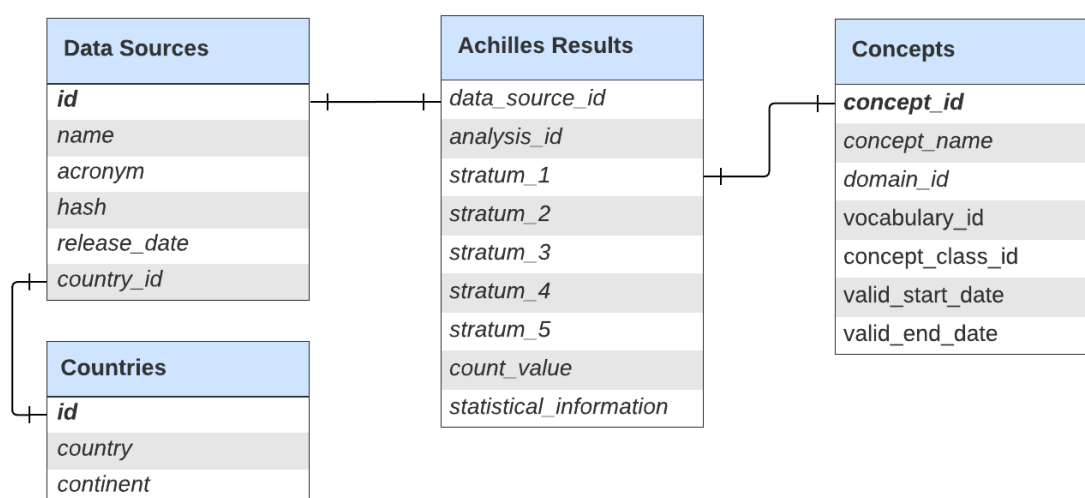 Data Sources
id
name
acronym
hash
release_date
country_id
Countries
id
country
continent
Achilles Results
data_source_id
analysis_id
stratum_1
stratum_2
stratum_3
stratum_4
stratum_5
count_value
statistical_information
Concepts
concept_id
concept_name
domain_id
vocabulary_id
concept_class_id
valid_start_date
valid_end_date